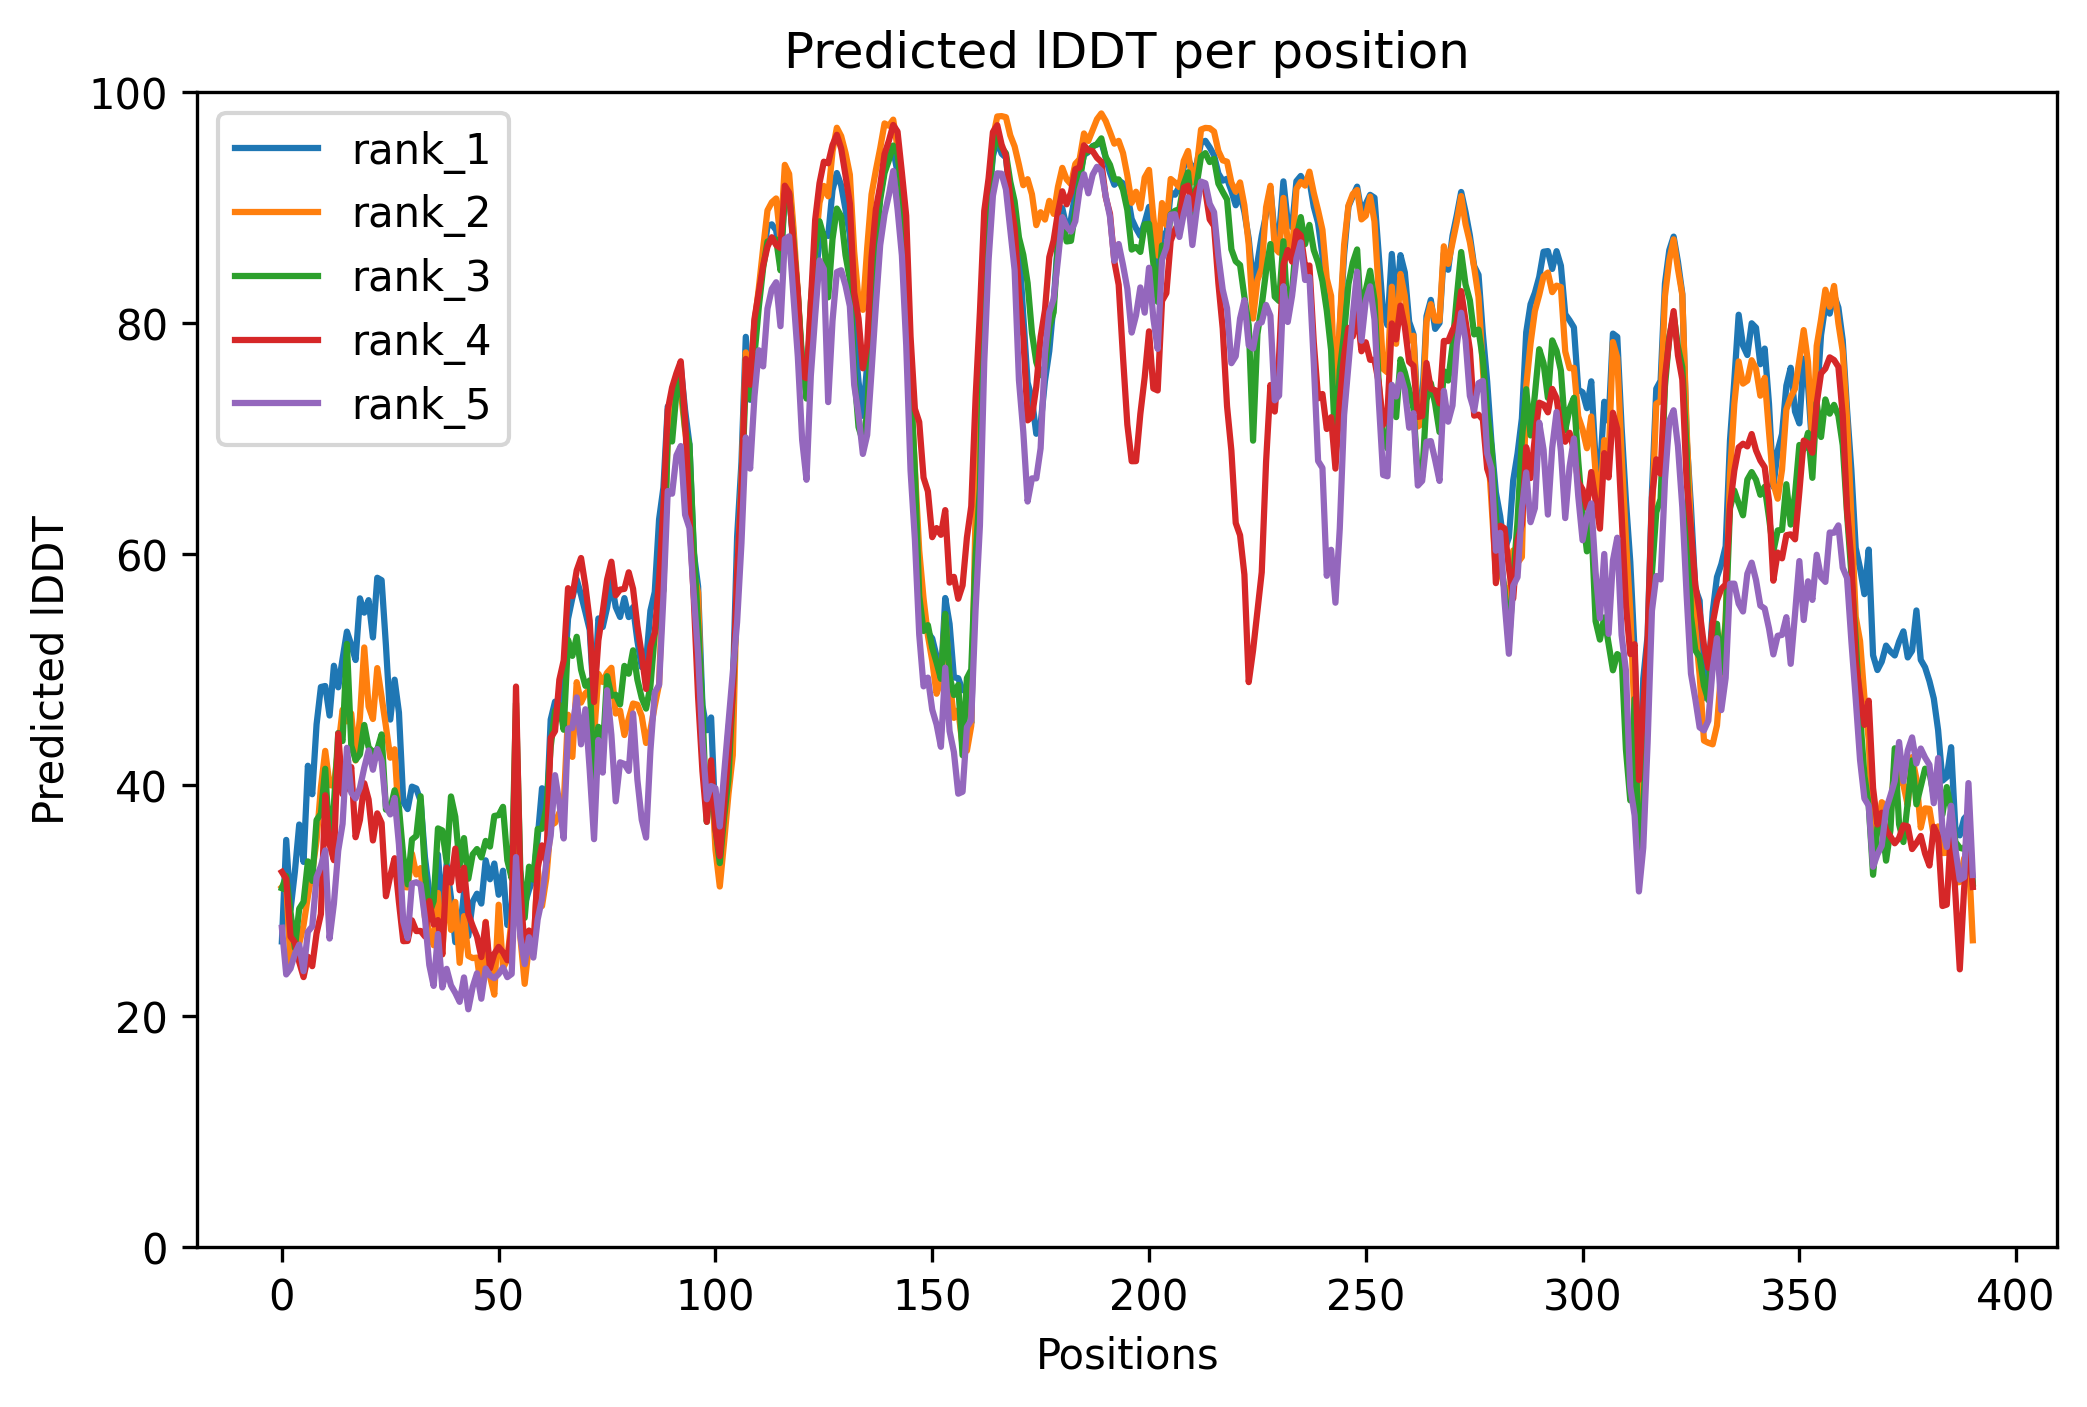 Predicted lDDT per position
100
80
60
40
20
0
Predicted lDDT
rank_1
rank_2
rank_3
rank_4
rank_5
0 50 100 150 200 250 300 350 400
Positions